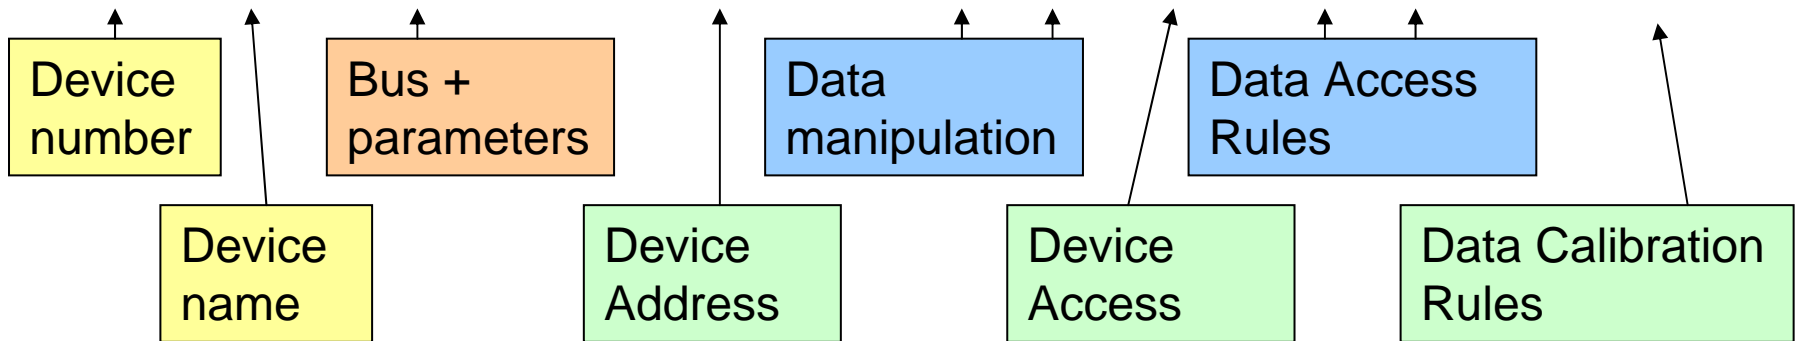 Device
number
Bus +
parameters
Data
manipulation
Data Access
Rules
Device
name
Device
Address
Device
Access
Data Calibration
Rules